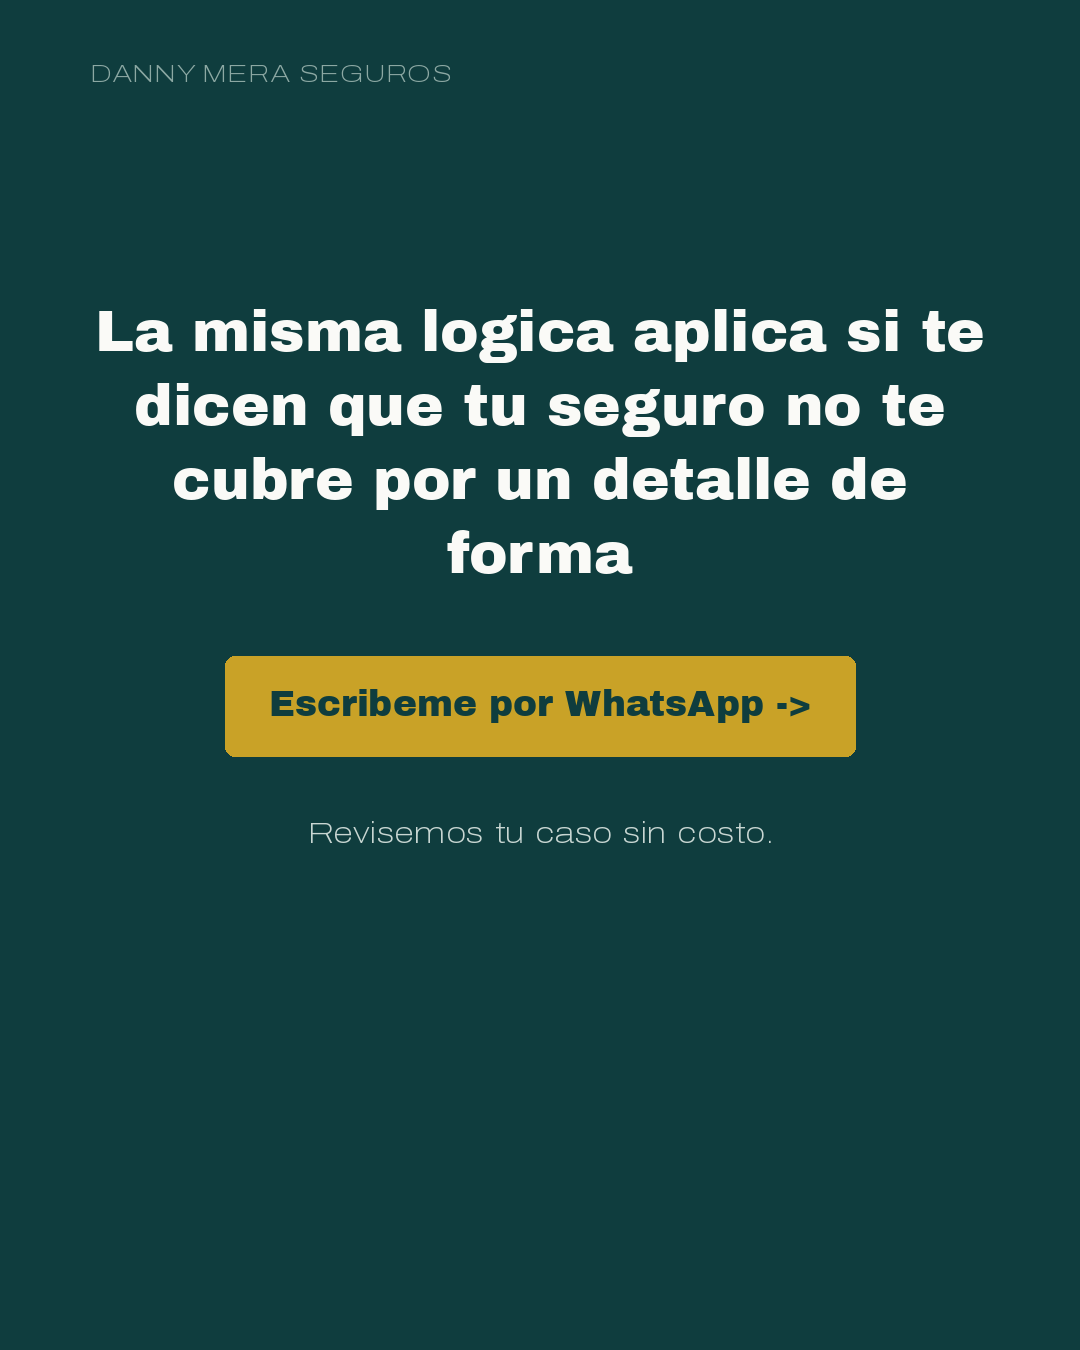 DANNY MERA SEGUROS
La misma logica aplica si te
dicen que tu seguro no te
cubre por un detalle de
forma
Escribeme por WhatsApp ->
Revisemos tu caso sin costo.